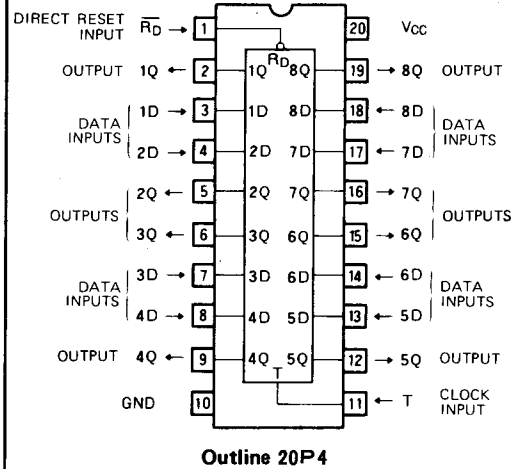 DIRECT RESET INPUT R̅D̅ → 1 RD 20 VCC
OUTPUT 1Q ← 2 1Q 8Q 19 → 8Q OUTPUT
DATA INPUTS 1D → 3 1D 8D 18 ← 8D DATA INPUTS
2D → 4 2D 7D 17 ← 7D
OUTPUTS 2Q ← 5 2Q 7Q 16 → 7Q OUTPUTS
3Q ← 6 3Q 6Q 15 → 6Q
DATA INPUTS 3D → 7 3D 6D 14 ← 6D DATA INPUTS
4D → 8 4D 5D 13 ← 5D
OUTPUT 4Q ← 9 4Q 5Q 12 → 5Q OUTPUT
GND 10 T 11 ← T CLOCK INPUT
Outline 20P4